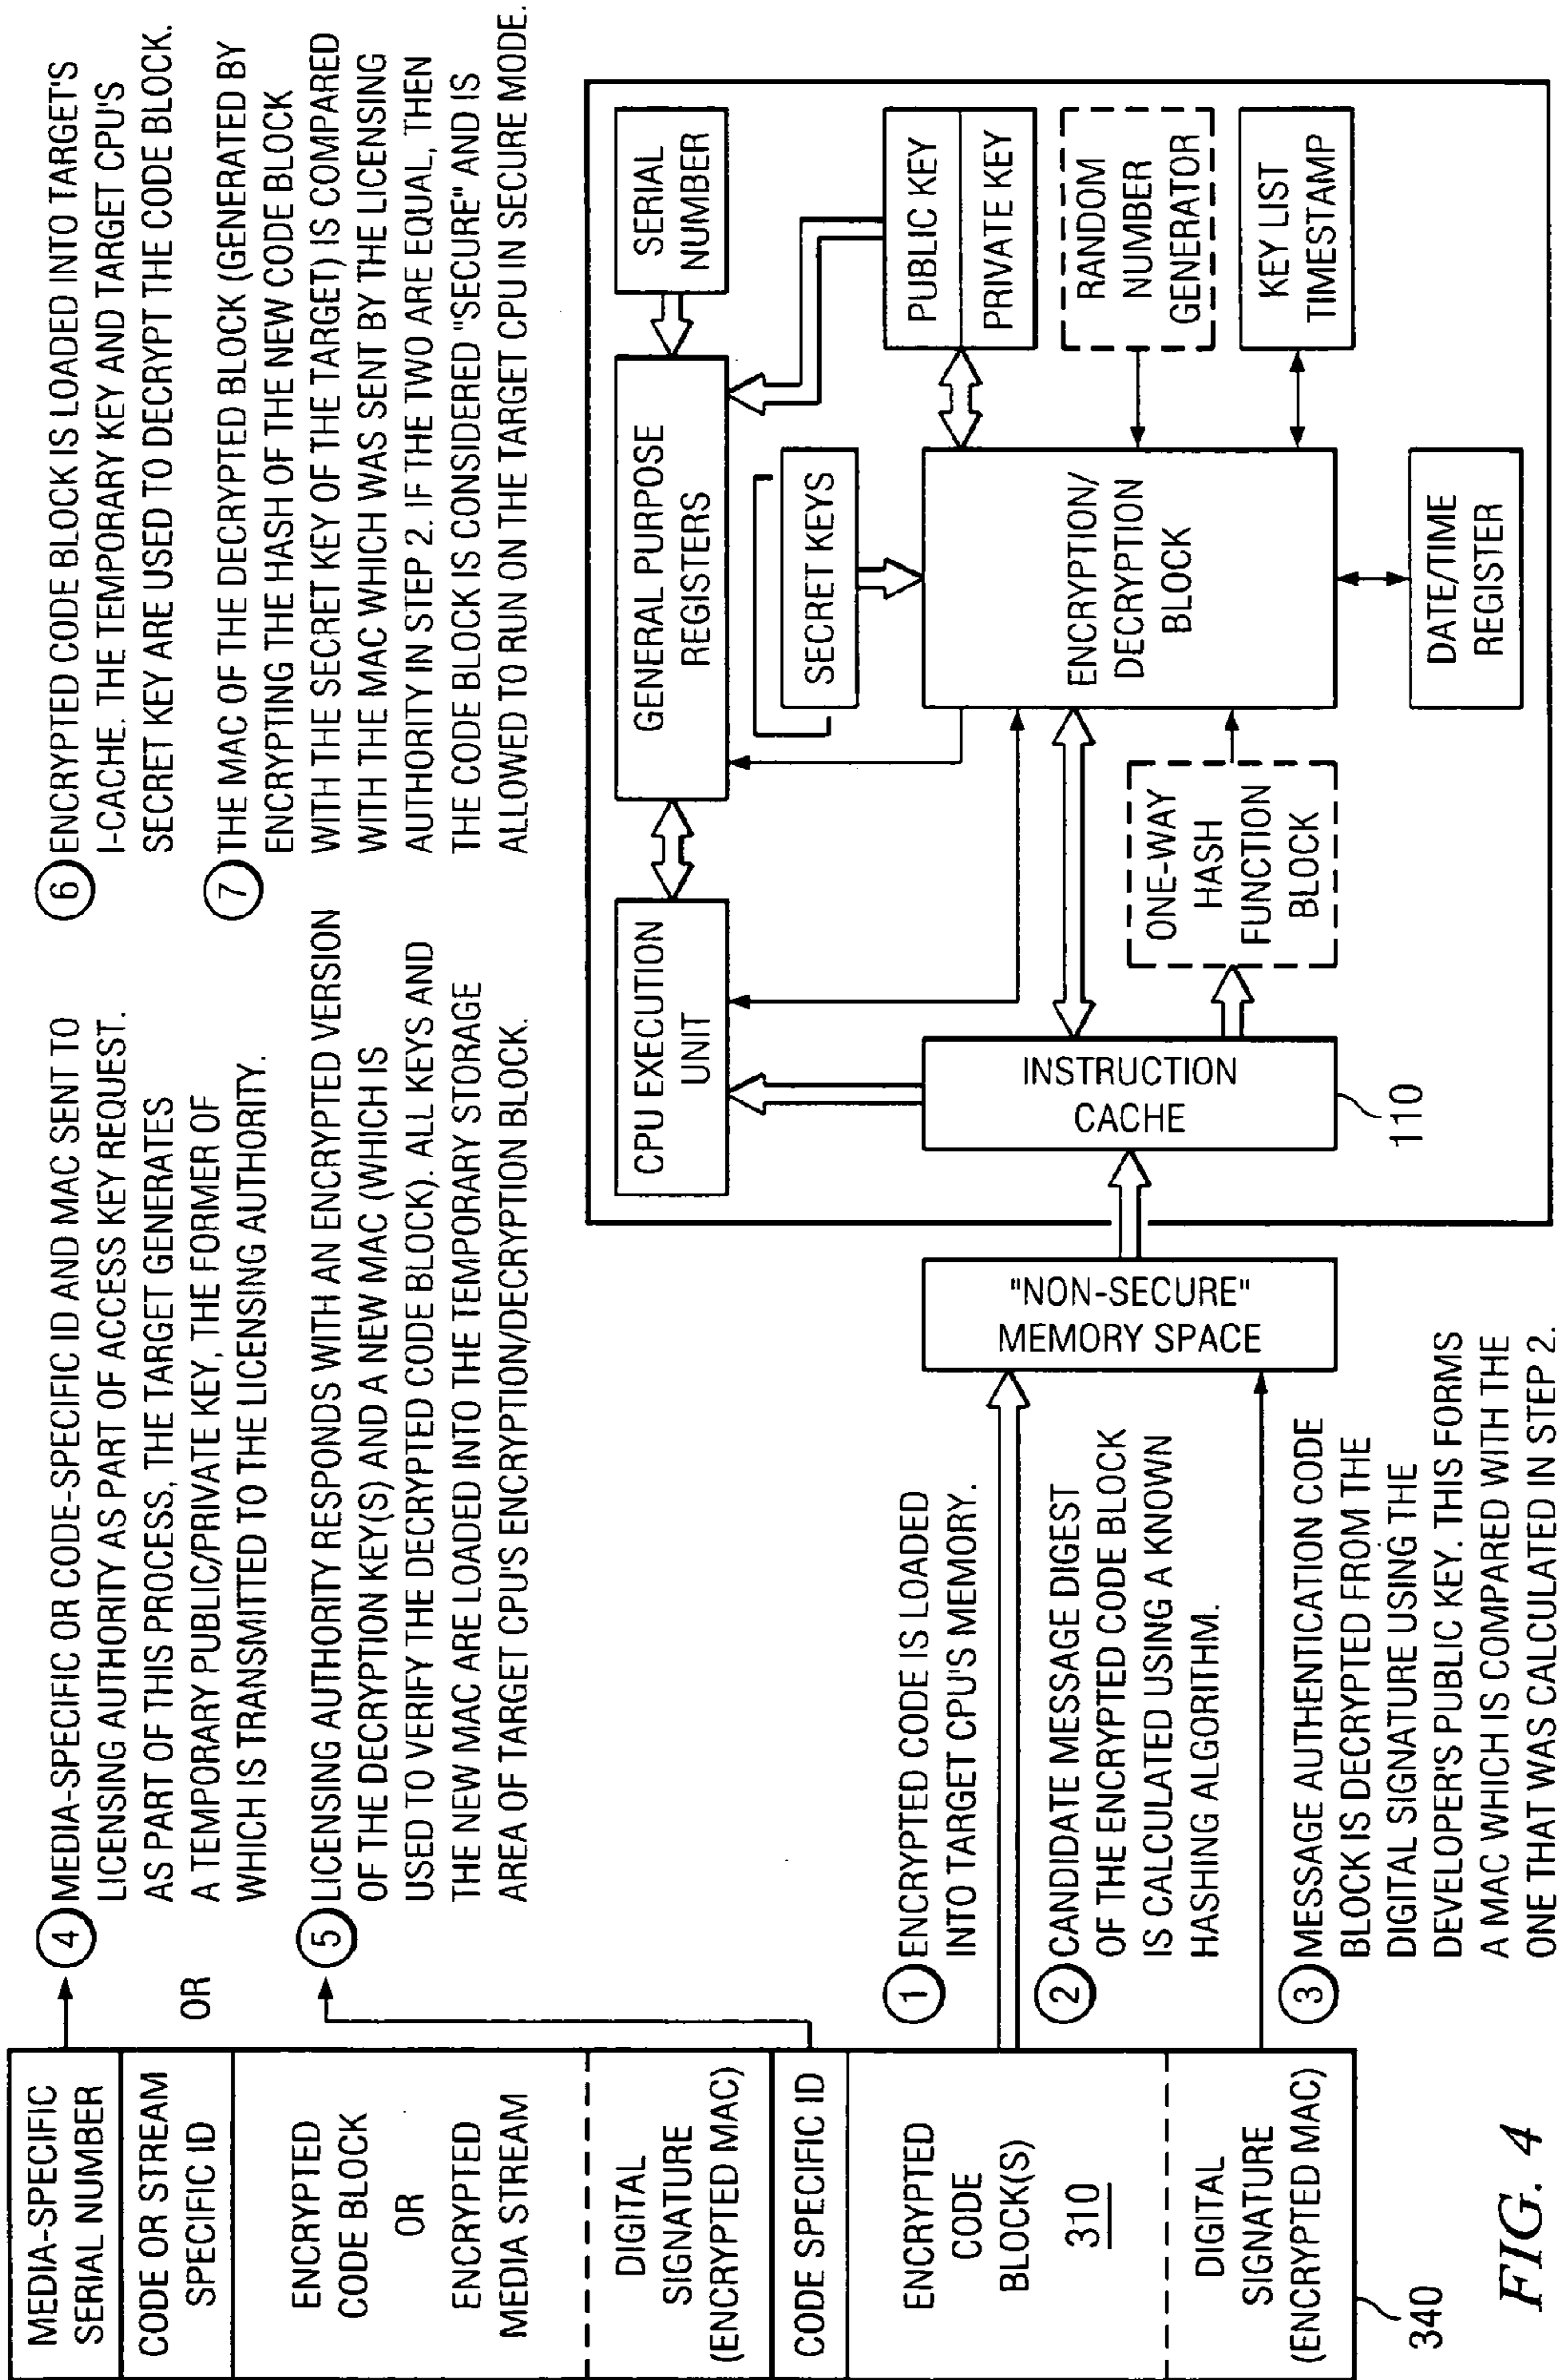 MEDIA-SPECIFIC
SERIAL NUMBER
CODE OR STREAM
SPECIFIC ID
ENCRYPTED
CODE BLOCK
OR
ENCRYPTED
MEDIA STREAM
DIGITAL
SIGNATURE
(ENCRYPTED MAC)
CODE SPECIFIC ID
ENCRYPTED
CODE
BLOCK(S)
310
DIGITAL
SIGNATURE
(ENCRYPTED MAC)
340
OR
4 MEDIA-SPECIFIC OR CODE-SPECIFIC ID AND MAC SENT TO
LICENSING AUTHORITY AS PART OF ACCESS KEY REQUEST.
AS PART OF THIS PROCESS, THE TARGET GENERATES
A TEMPORARY PUBLIC/PRIVATE KEY, THE FORMER OF
WHICH IS TRANSMITTED TO THE LICENSING AUTHORITY.
5 LICENSING AUTHORITY RESPONDS WITH AN ENCRYPTED VERSION
OF THE DECRYPTION KEY(S) AND A NEW MAC (WHICH IS
USED TO VERIFY THE DECRYPTED CODE BLOCK). ALL KEYS AND
THE NEW MAC ARE LOADED INTO THE TEMPORARY STORAGE
AREA OF TARGET CPU'S ENCRYPTION/DECRYPTION BLOCK.
6 ENCRYPTED CODE BLOCK IS LOADED INTO TARGET'S
I-CACHE. THE TEMPORARY KEY AND TARGET CPU'S
SECRET KEY ARE USED TO DECRYPT THE CODE BLOCK.
7 THE MAC OF THE DECRYPTED BLOCK (GENERATED BY
ENCRYPTING THE HASH OF THE NEW CODE BLOCK
WITH THE SECRET KEY OF THE TARGET) IS COMPARED
WITH THE MAC WHICH WAS SENT BY THE LICENSING
AUTHORITY IN STEP 2. IF THE TWO ARE EQUAL, THEN
THE CODE BLOCK IS CONSIDERED "SECURE" AND IS
ALLOWED TO RUN ON THE TARGET CPU IN SECURE MODE.
1 ENCRYPTED CODE IS LOADED
INTO TARGET CPU'S MEMORY.
2 CANDIDATE MESSAGE DIGEST
OF THE ENCRYPTED CODE BLOCK
IS CALCULATED USING A KNOWN
HASHING ALGORITHM.
3 MESSAGE AUTHENTICATION CODE
BLOCK IS DECRYPTED FROM THE
DIGITAL SIGNATURE USING THE
DEVELOPER'S PUBLIC KEY. THIS FORMS
A MAC WHICH IS COMPARED WITH THE
ONE THAT WAS CALCULATED IN STEP 2.
"NON-SECURE"
MEMORY SPACE
CPU EXECUTION
UNIT
GENERAL PURPOSE
REGISTERS
SERIAL
NUMBER
SECRET KEYS
PUBLIC KEY
PRIVATE KEY
INSTRUCTION
CACHE
110
ONE-WAY
HASH
FUNCTION
BLOCK
ENCRYPTION/
DECRYPTION
BLOCK
RANDOM
NUMBER
GENERATOR
KEY LIST
TIMESTAMP
DATE/TIME
REGISTER
FIG. 4